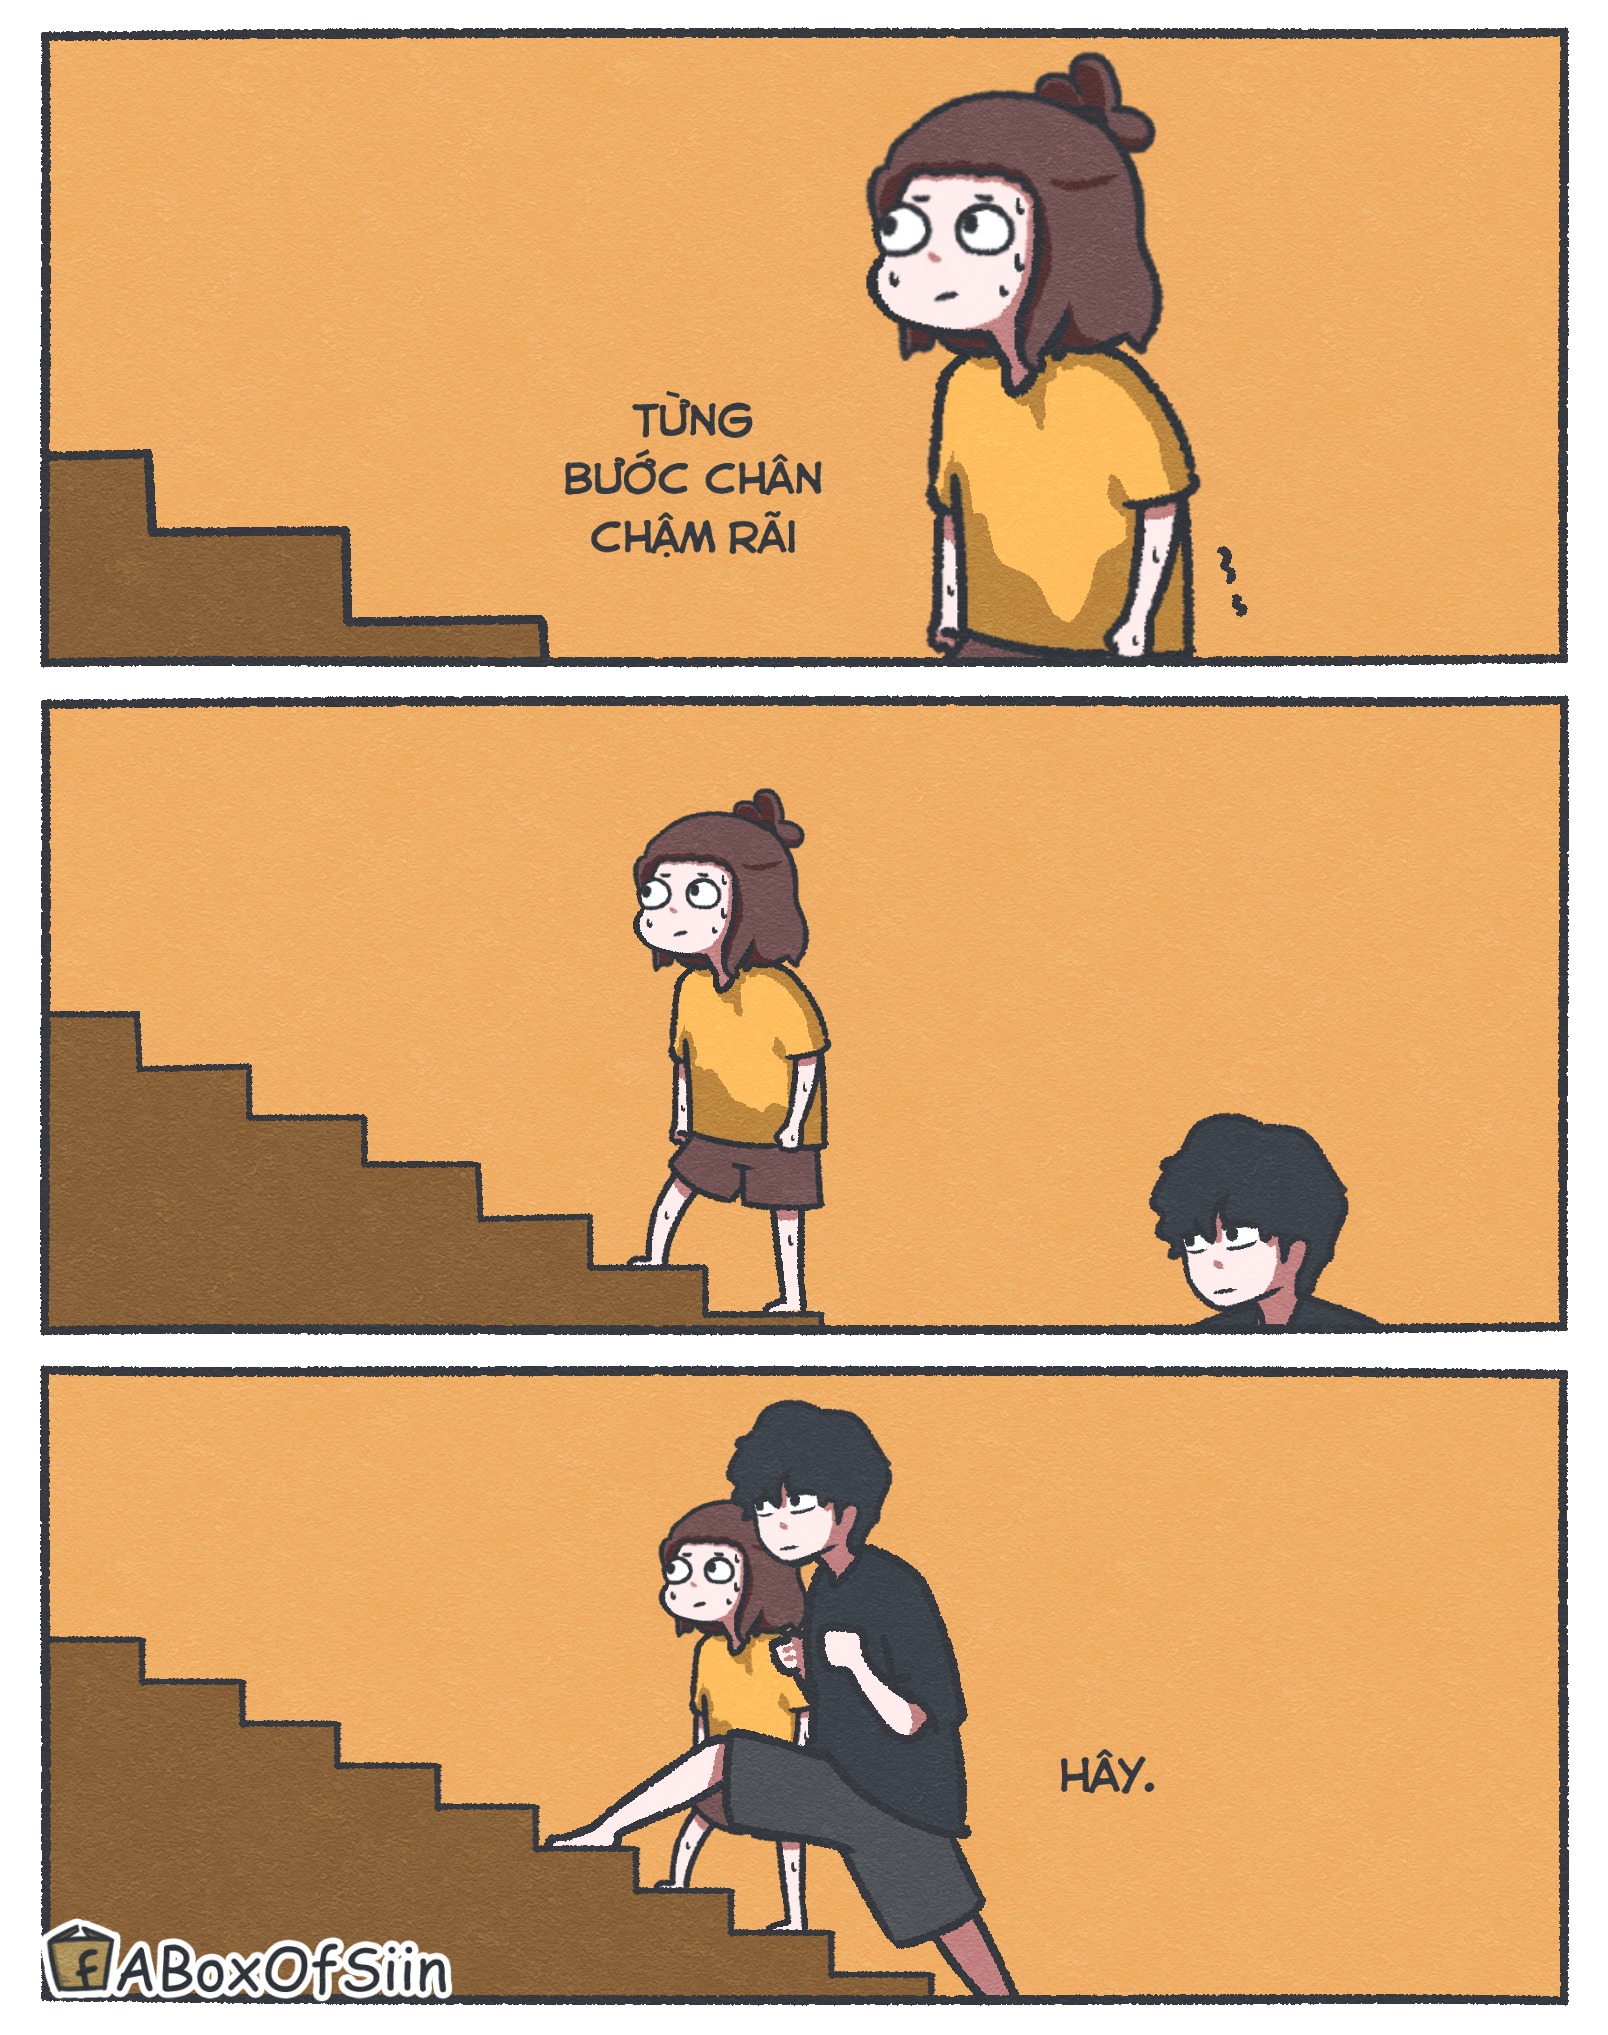 TỪNG
BƯỚC CHÂN
CHẬM RÃI
HÂY.
f ABoxOfSiin